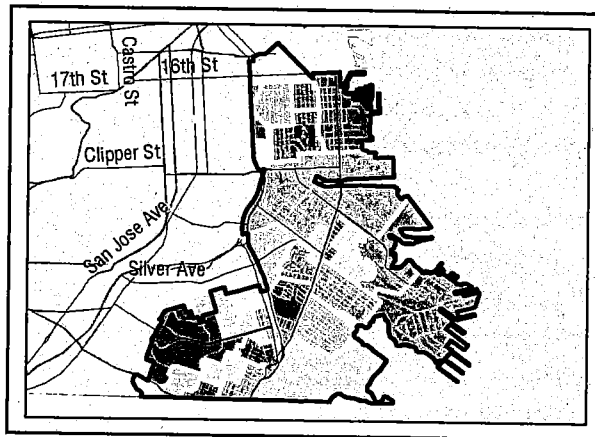 Castro St
16th St
17th St
Clipper St
San Jose Ave
Silver Ave